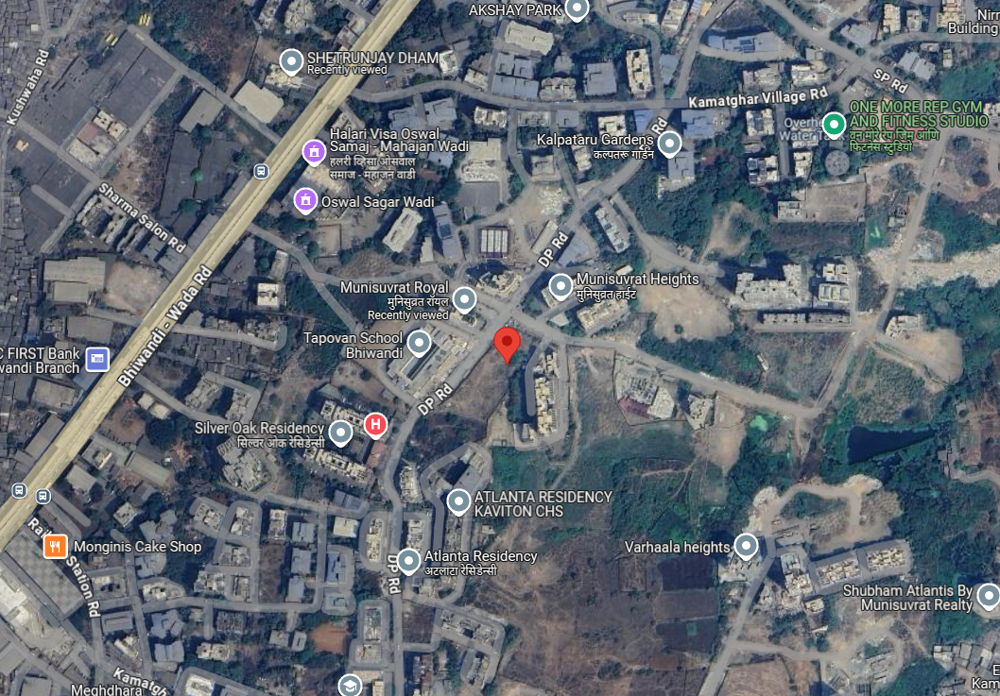 AKSHAY PARK
Nirr
Building
SHETRUNJAY DHAM
Recently viewed
Kushwaha Rd
SP Rd
Kamatghar Village Rd
ONE MORE REP GYM
AND FITNESS STUDIO
वन मोर रेप जिम आणि
फिटनेस स्टुडिओ
Overhe
Water T
Halari Visa Oswal
Samaj - Mahajan Wadi
हलरी व्हिसा ओसवाल
समाज - महाजन वाडी
Kalpataru Gardens
कल्पतरू गार्डन
Rd
Oswal Sagar Wadi
Sharma Salon Rd
DP Rd
Munisuvrat Royal
मुनिसुव्रत रॉयल
Recently viewed
Munisuvrat Heights
मुनिसुव्रत हाईट
Bhiwandi - Wada Rd
Tapovan School
Bhiwandi
C FIRST Bank
wandi Branch
DP Rd
Silver Oak Residency
सिल्वर ओक रेसिडेन्सी
H
ATLANTA RESIDENCY
KAVITON CHS
Monginis Cake Shop
Rail
Station Rd
Atlanta Residency
अटलांटा रेसिडेन्सी
DP Rd
Varhaala heights
Shubham Atlantis By
Munisuvrat Realty
Kamatgh
Meghdhara
E
Kam